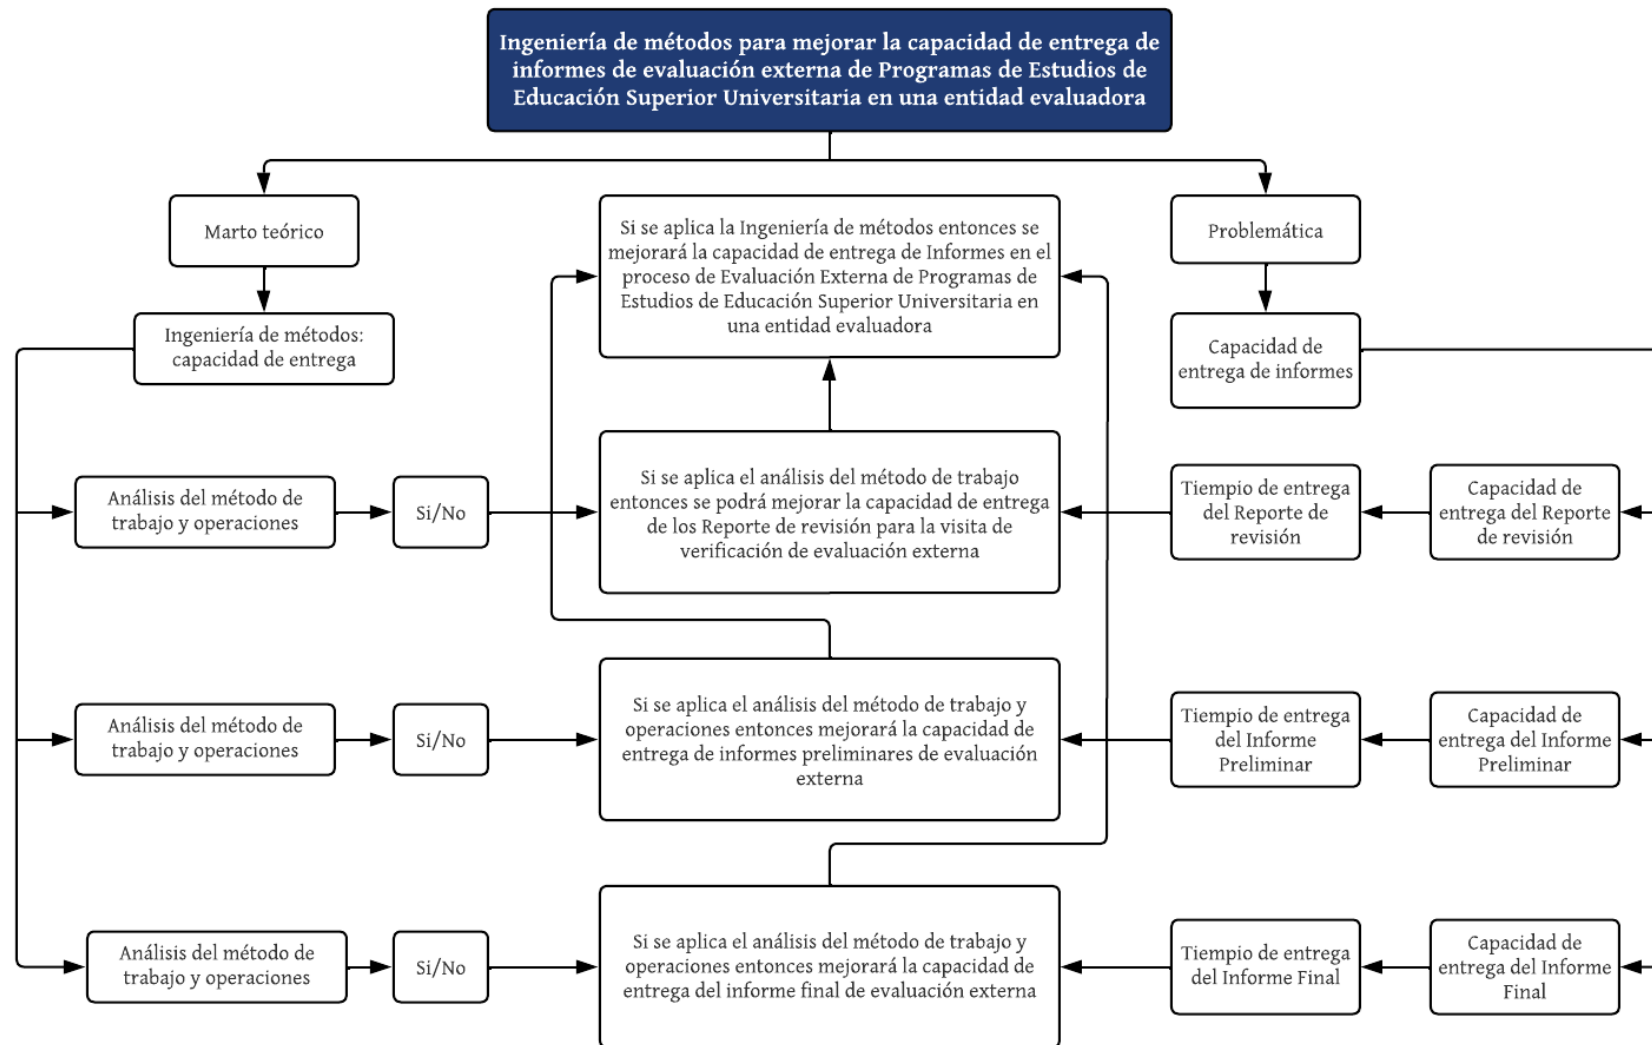 Ingeniería de métodos para mejorar la capacidad de entrega de
informes de evaluación externa de Programas de Estudios de
Educación Superior Universitaria en una entidad evaluadora
Marto teórico
Si se aplica la Ingeniería de métodos entonces se
mejorará la capacidad de entrega de Informes en el
proceso de Evaluación Externa de Programas de
Estudios de Educación Superior Universitaria en
una entidad evaluadora
Problemática
Ingeniería de métodos:
capacidad de entrega
Capacidad de
entrega de informes
Análisis del método de
trabajo y operaciones
Si/No
Si se aplica el análisis del método de trabajo
entonces se podrá mejorar la capacidad de entrega
de los Reporte de revisión para la visita de
verificación de evaluación externa
Tiempio de entrega
del Reporte de
revisión
Capacidad de
entrega del Reporte
de revisión
Análisis del método de
trabajo y operaciones
Si/No
Si se aplica el análisis del método de trabajo y
operaciones entonces mejorará la capacidad de
entrega de informes preliminares de evaluación
externa
Tiempio de entrega
del Informe
Preliminar
Capacidad de
entrega del Informe
Preliminar
Análisis del método de
trabajo y operaciones
Si/No
Si se aplica el análisis del método de trabajo y
operaciones entonces mejorará la capacidad de
entrega del informe final de evaluación externa
Tiempio de entrega
del Informe Final
Capacidad de
entrega del Informe
Final